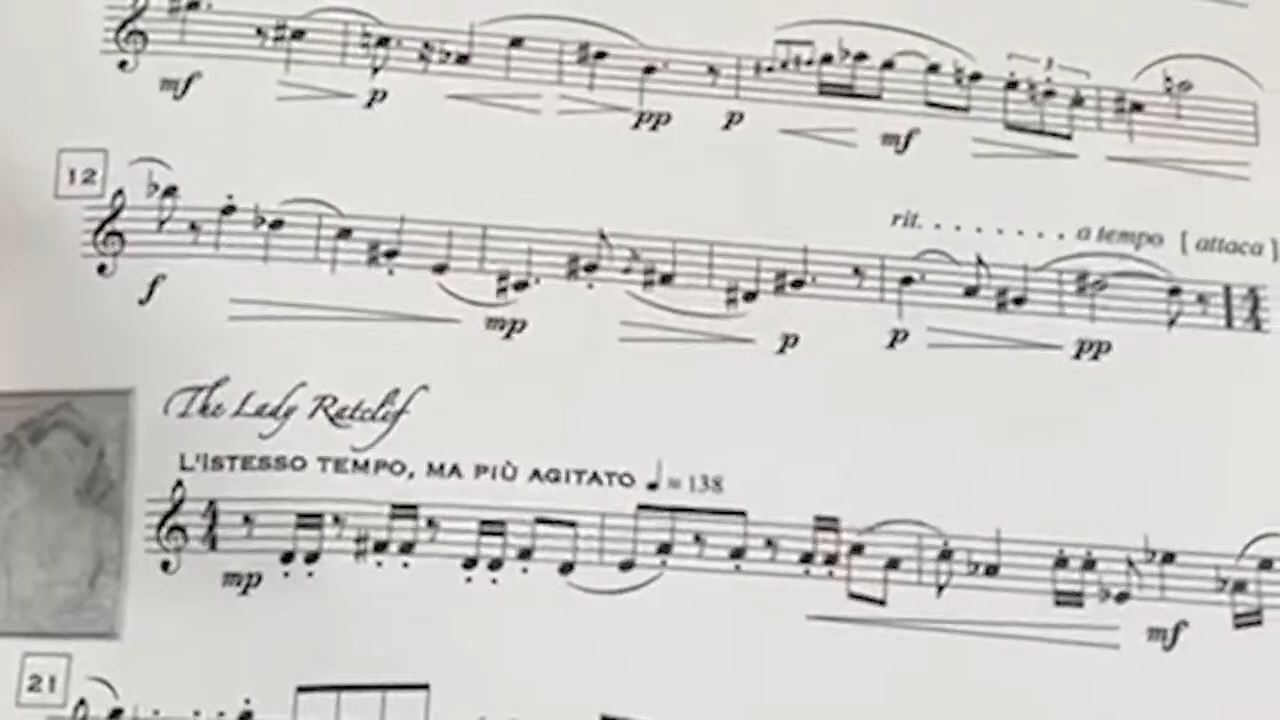 mf p pp p mf
12
rit. . . . . . . . . a tempo [ attaca ]
f mp p p pp
The Lady Ratclif
L'ISTESSO TEMPO, MA PIÙ AGITATO ♩ = 138
mp mf
21